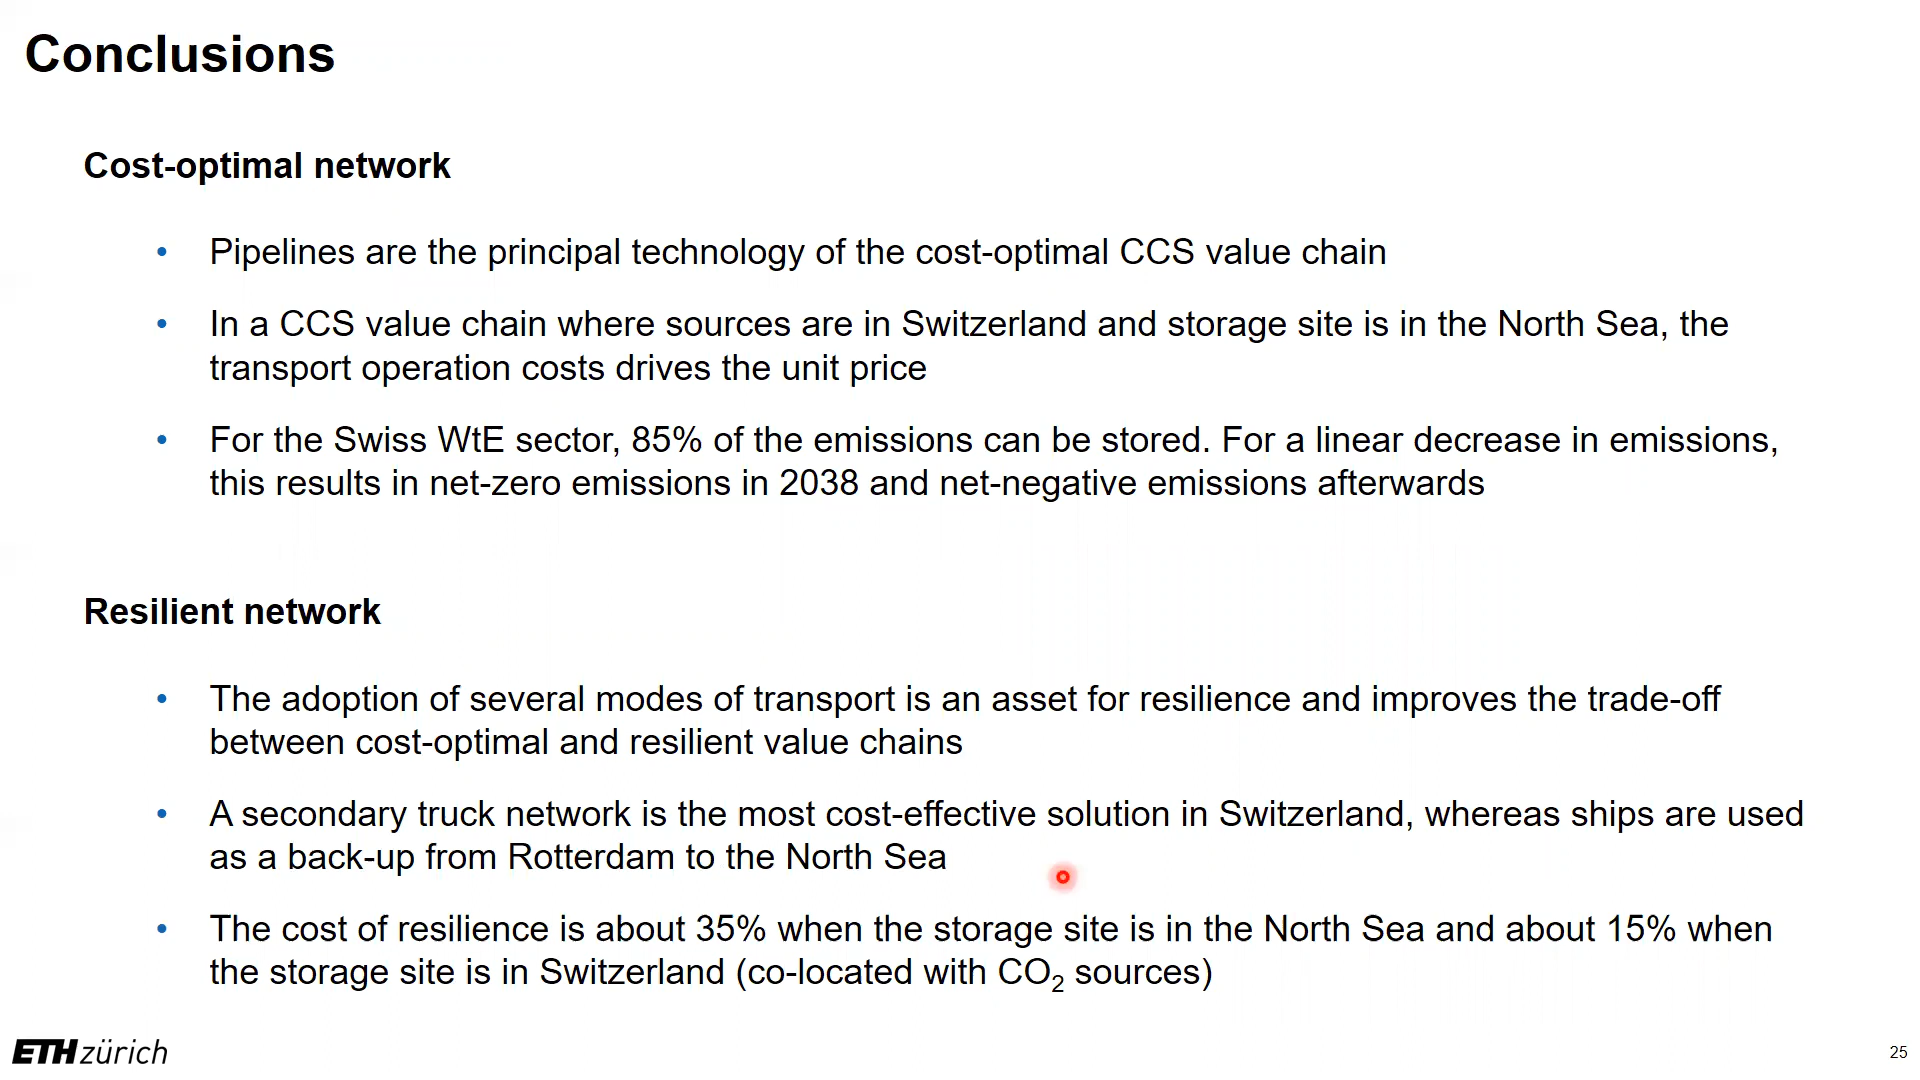 Conclusions
Cost-optimal network
• Pipelines are the principal technology of the cost-optimal CCS value chain
• In a CCS value chain where sources are in Switzerland and storage site is in the North Sea, the
transport operation costs drives the unit price
• For the Swiss WtE sector, 85% of the emissions can be stored. For a linear decrease in emissions,
this results in net-zero emissions in 2038 and net-negative emissions afterwards
Resilient network
• The adoption of several modes of transport is an asset for resilience and improves the trade-off
between cost-optimal and resilient value chains
• A secondary truck network is the most cost-effective solution in Switzerland, whereas ships are used
as a back-up from Rotterdam to the North Sea
• The cost of resilience is about 35% when the storage site is in the North Sea and about 15% when
the storage site is in Switzerland (co-located with CO₂ sources)
ETH zürich
25